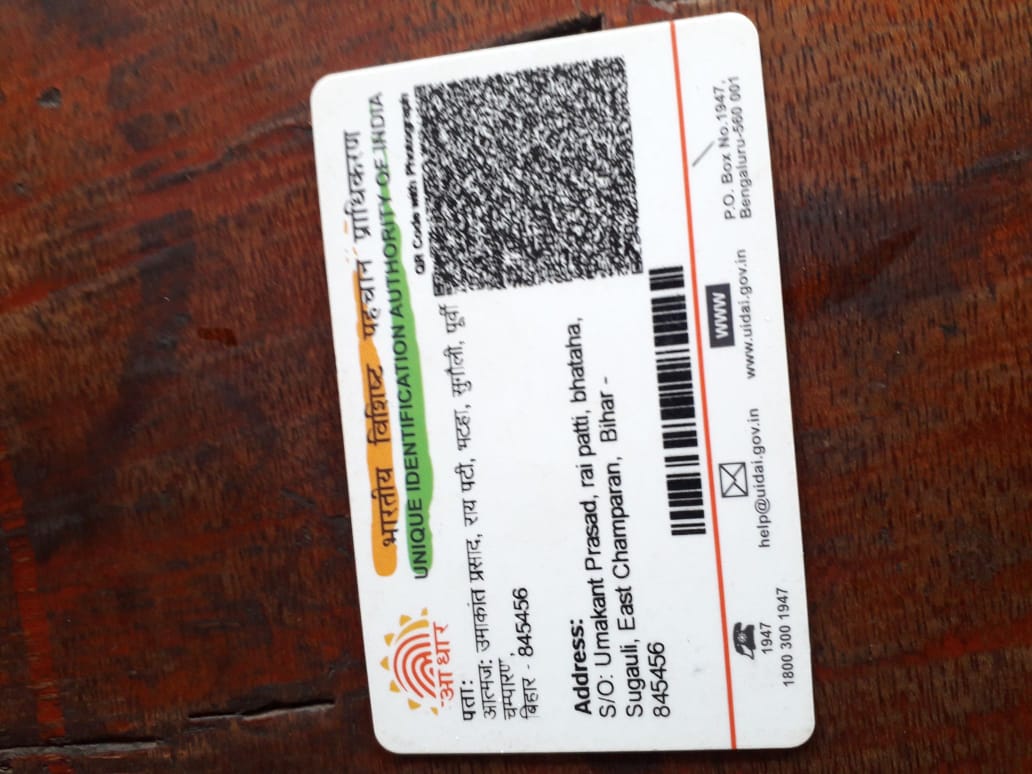 भारतीय विशिष्ट पहचान प्राधिकरण
UNIQUE IDENTIFICATION AUTHORITY OF INDIA
आधार
QR Code with Photograph
पता:
आत्मज: उमाकांत प्रसाद, राय पटी, भटहा, सुगौली, पूर्वी
चम्पारण,
बिहार - 845456
Address:
S/O: Umakant Prasad, rai patti, bhataha,
Sugauli, East Champaran, Bihar -
845456
1947
1800 300 1947
help@uidai.gov.in
WWW
www.uidai.gov.in
P.O. Box No.1947,
Bengaluru-560 001